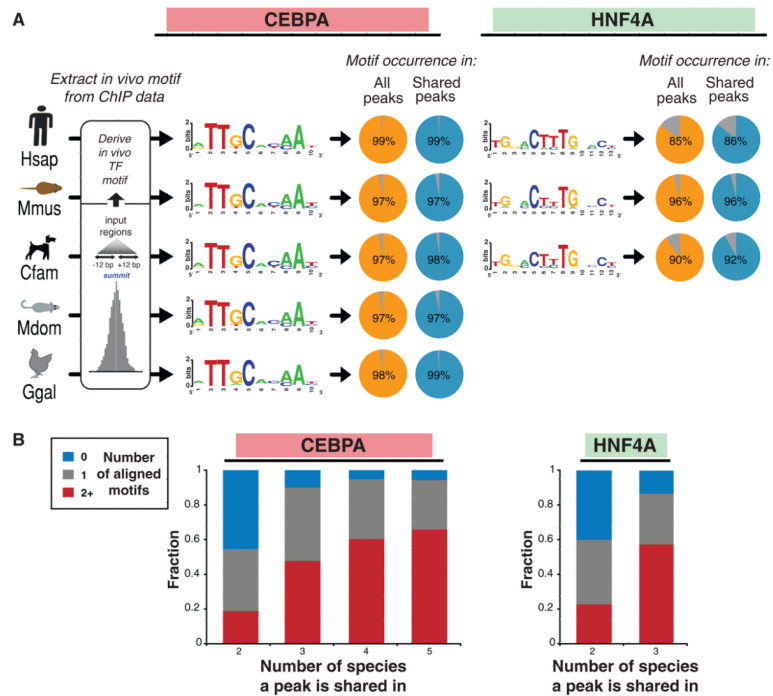 A
CEBPA
HNF4A
Extract in vivo motif
from ChIP data
Motif occurrence in:
All
peaks
Shared
peaks
Motif occurrence in:
All
peaks
Shared
peaks
Hsap
Mmus
Cfam
Mdom
Ggal
Derive
in vivo
TF
motif
input
regions
-12 bp +12 bp
summit
99% 99% 85% 86%
97% 97% 96% 96%
97% 98% 90% 92%
97% 97%
98% 99%
B
CEBPA
HNF4A
0
1
2+
Number
of aligned
motifs
Fraction
1
0.8
0.6
0.4
0.2
0
2 3 4 5
Number of species
a peak is shared in
Fraction
1
0.8
0.6
0.4
0.2
0
2 3
Number of species
a peak is shared in